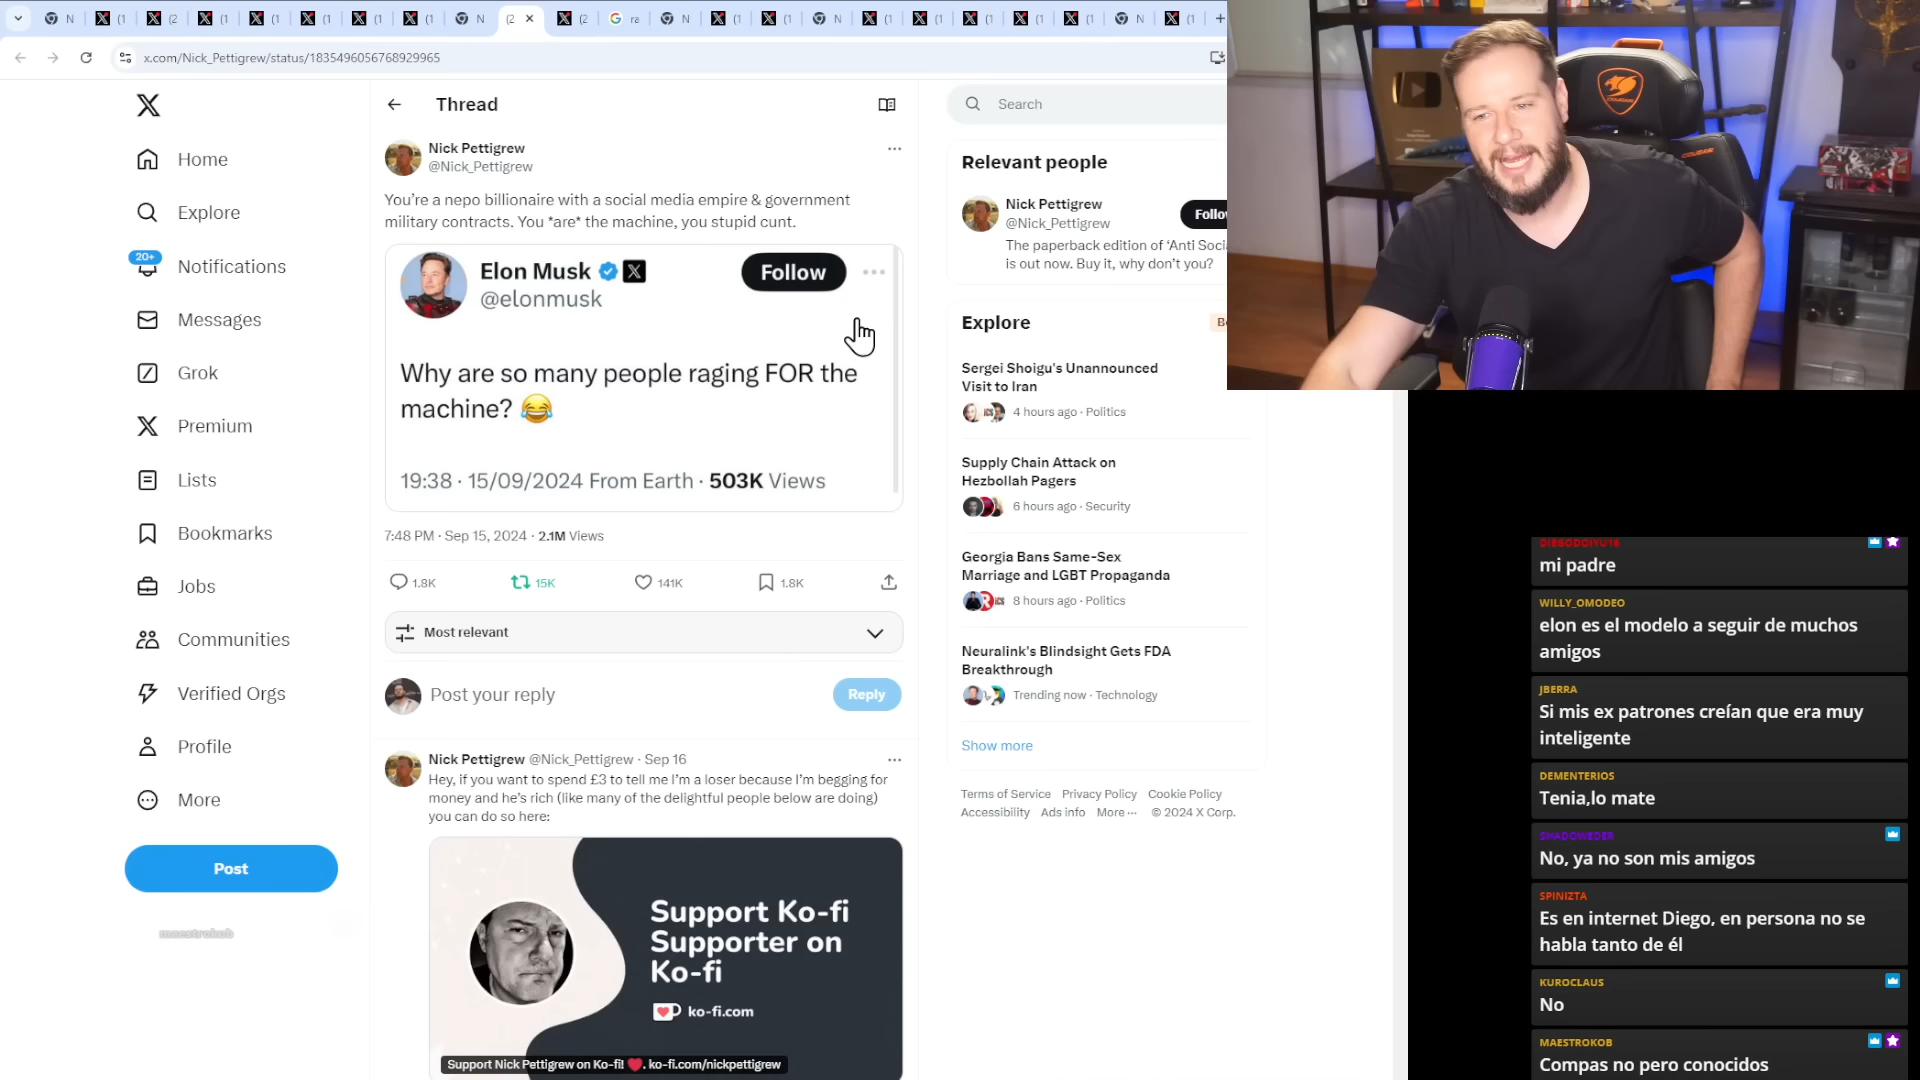 x.com/Nick_Pettigrew/status/1835496056768929965
Home
Explore
20+
Notifications
Messages
Grok
Premium
Lists
Bookmarks
Jobs
Communities
Verified Orgs
Profile
More
Post
maestrokob
Thread
Nick Pettigrew
@Nick_Pettigrew
You’re a nepo billionaire with a social media empire & government
military contracts. You *are* the machine, you stupid cunt.
Elon Musk
@elonmusk
Follow
Why are so many people raging FOR the
machine? 😂
19:38 · 15/09/2024 From Earth · 503K Views
7:48 PM · Sep 15, 2024 · 2.1M Views
1.8K 15K 141K 1.8K
Most relevant
Post your reply
Reply
Nick Pettigrew @Nick_Pettigrew · Sep 16
Hey, if you want to spend £3 to tell me I’m a loser because I’m begging for
money and he’s rich (like many of the delightful people below are doing)
you can do so here:
Support Ko-fi
Supporter on
Ko-fi
ko-fi.com
Support Nick Pettigrew on Ko-fi! ❤️. ko-fi.com/nickpettigrew
Search
Relevant people
Nick Pettigrew
@Nick_Pettigrew
Follo
The paperback edition of ‘Anti Soci
is out now. Buy it, why don’t you?
Explore
Be
Sergei Shoigu's Unannounced
Visit to Iran
4 hours ago · Politics
Supply Chain Attack on
Hezbollah Pagers
6 hours ago · Security
Georgia Bans Same-Sex
Marriage and LGBT Propaganda
8 hours ago · Politics
Neuralink's Blindsight Gets FDA
Breakthrough
Trending now · Technology
Show more
Terms of Service Privacy Policy Cookie Policy
Accessibility Ads info More ··· © 2024 X Corp.
COUGAR
mi padre
WILLY_OMODEO
elon es el modelo a seguir de muchos
amigos
JBERRA
Si mis ex patrones creían que era muy
inteligente
DEMENTERIOS
Tenia,lo mate
SHADOWEDER
No, ya no son mis amigos
SPINIZTA
Es en internet Diego, en persona no se
habla tanto de él
KUROCLAUS
No
MAESTROKOB
Compas no pero conocidos